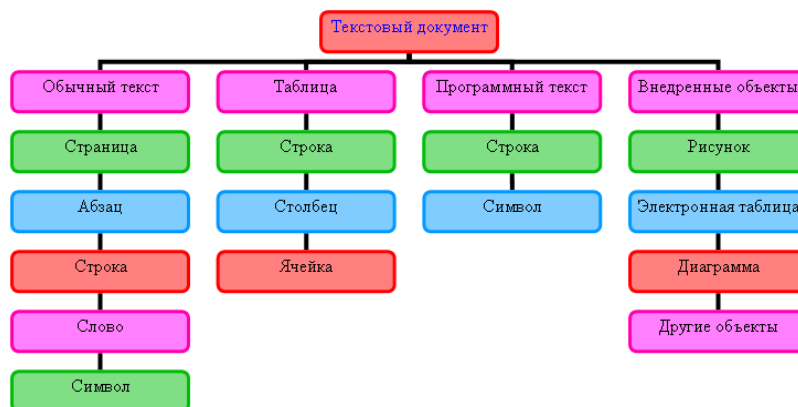 Текстовый документ
Обычный текст
Таблица
Программный текст
Внедренные объекты
Страница
Строка
Строка
Рисунок
Абзац
Столбец
Символ
Электронная таблица
Строка
Ячейка
Диаграмма
Слово
Другие объекты
Символ